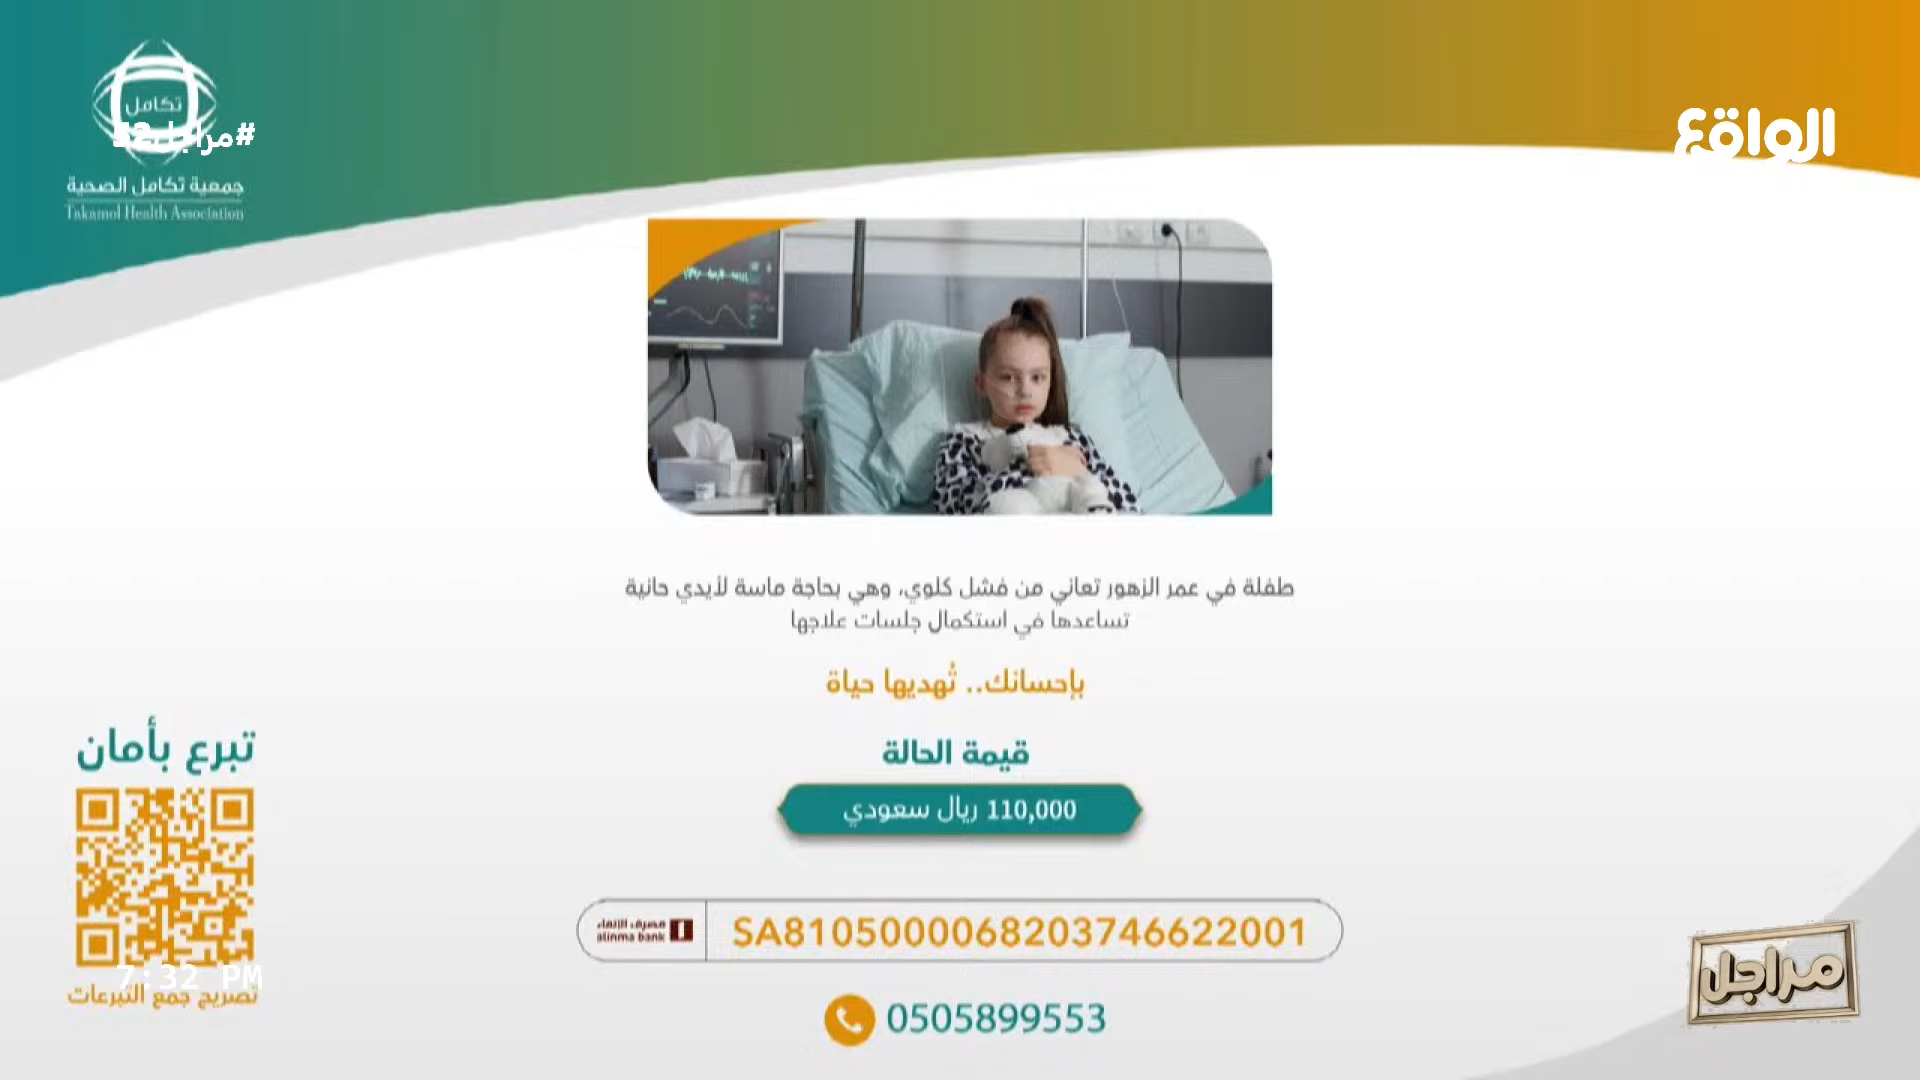 تكامل
#مراجل12
جمعية تكامل الصحية
Takamol Health Association
الواقع
طفلة في عمر الزهور تعاني من فشل كلوي، وهي بحاجة ماسة لأيدي حانية
تساعدها في استكمال جلسات علاجها
بإحسانك.. تُهديها حياة
قيمة الحالة
110,000 ريال سعودي
مصرف الإنماء
alinma bank
SA8105000068203746622001
0505899553
تبرع بأمان
7:32 PM
تصريح جمع التبرعات
مراجل